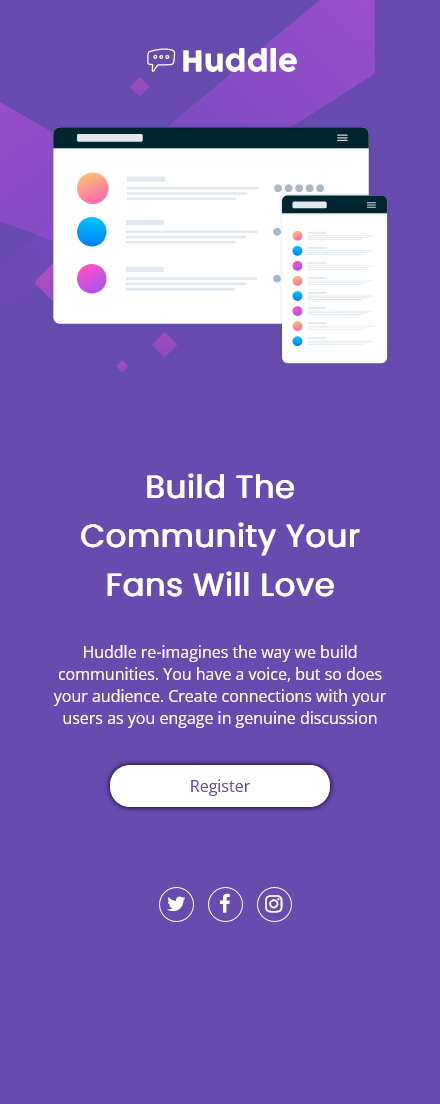 Huddle
Build The
Community Your
Fans Will Love
Huddle re-imagines the way we build
communities. You have a voice, but so does
your audience. Create connections with your
users as you engage in genuine discussion
Register